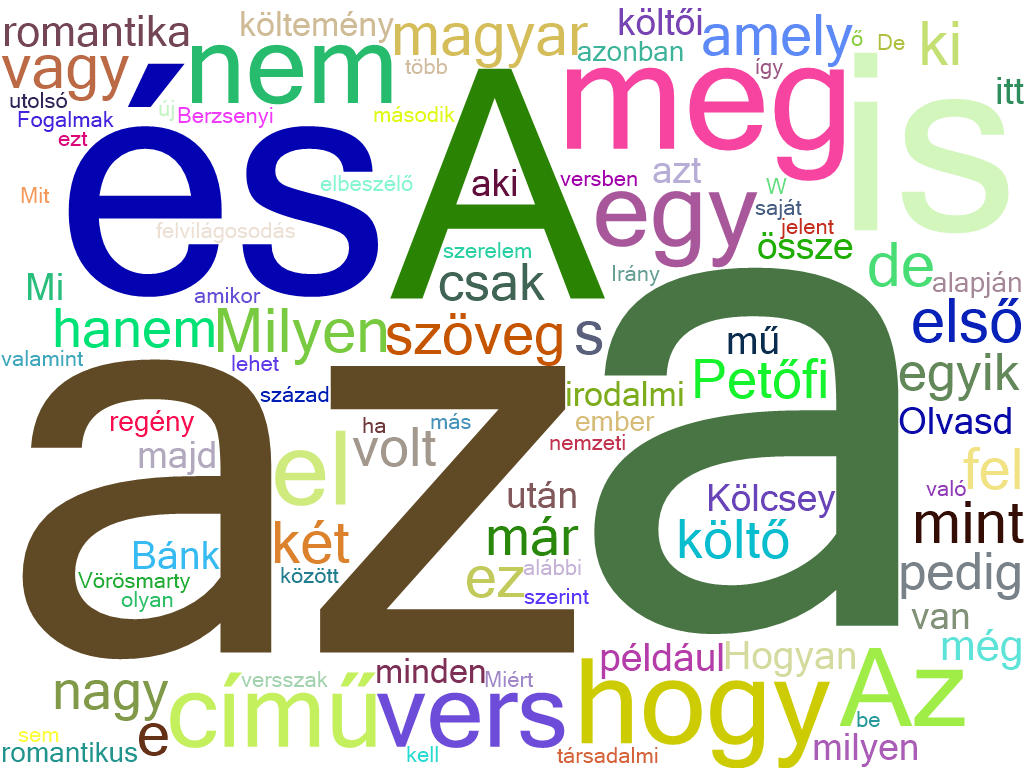 romantika
költemény
magyar
költői
amely
ő
De
ki
vagy
nem
több
azonban
így
itt
utolsó
Fogalmak
ezt
új
Berzsenyi
második
és
A
meg
is
Mit
elbeszélő
aki
versben
azt
W
egy
saját
jelent
felvilágosodás
szerelem
össze
Mi
amikor
csak
Irány
de
alapján
hanem
Milyen
szöveg
s
mű
első
valamint
lehet
az
a
század
irodalmi
Petőfi
egyik
regény
ha
más
ember
Olvasd
majd
el
volt
nemzeti
fel
után
Kölcsey
való
Bánk
két
már
költő
mint
Vörösmarty
között
ez
alábbi
pedig
olyan
szerint
van
nagy
című
versszak
minden
Miért
vers
hogy
például
Hogyan
Az
még
sem
e
romantikus
kell
társadalmi
be
milyen